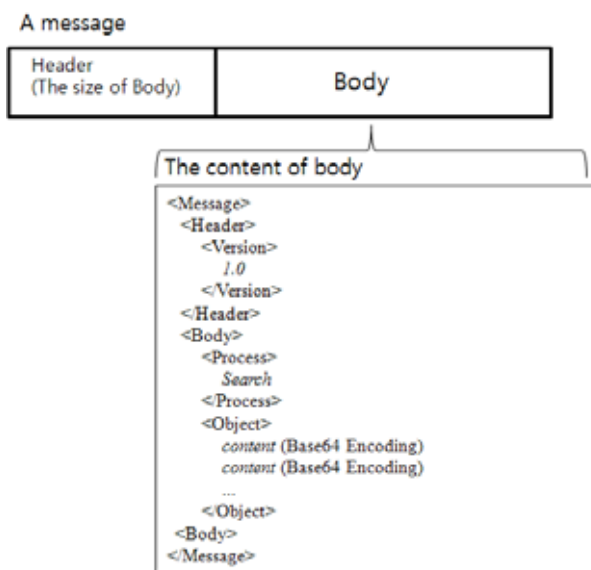 A message
Header
(The size of Body)
Body
The content of body
<Message>
<Header>
<Version>
1.0
</Version>
</Header>
<Body>
<Process>
Search
</Process>
<Object>
content (Base64 Encoding)
content (Base64 Encoding)
...
</Object>
<Body>
</Message>